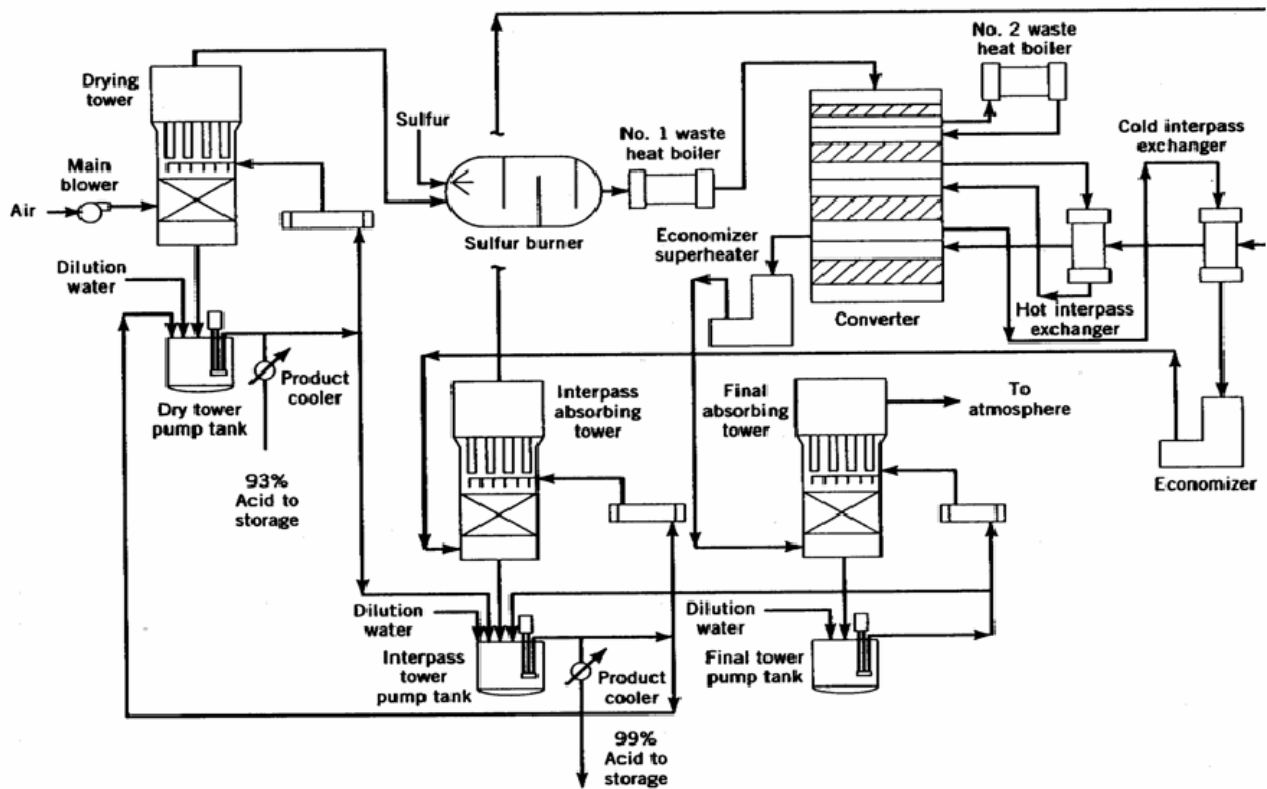 No. 2 waste
heat boiler
Drying
tower
Sulfur
No. 1 waste
heat boiler
Cold interpass
exchanger
Main
blower
Air
Sulfur burner
Economizer
superheater
Dilution
water
Converter
Hot interpass
exchanger
Product
cooler
Dry tower
pump tank
Interpass
absorbing
tower
Final
absorbing
tower
To
atmosphere
93%
Acid to
storage
Economizer
Dilution
water
Dilution
water
Interpass
tower
pump tank
Product
cooler
Final tower
pump tank
99%
Acid to
storage